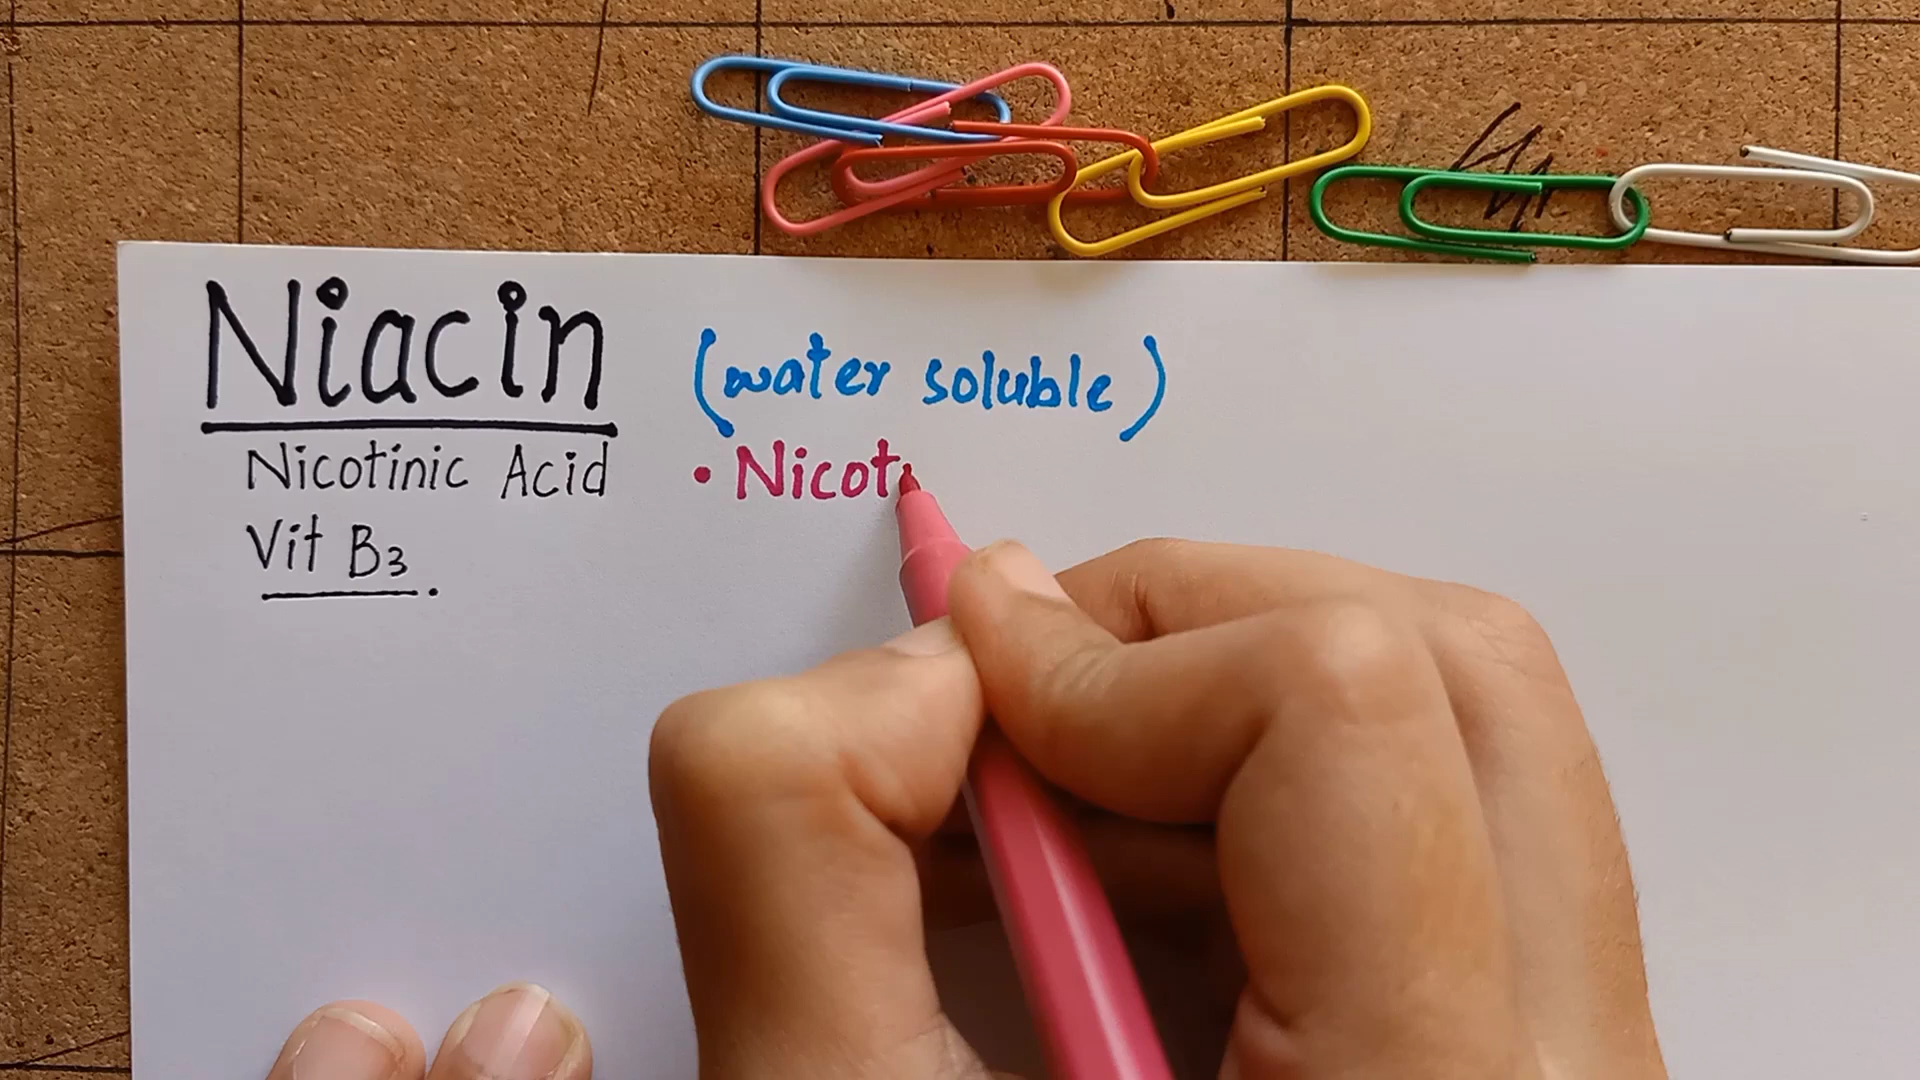 Niacin (water soluble)
Nicotinic Acid • Nicot
Vit B3.